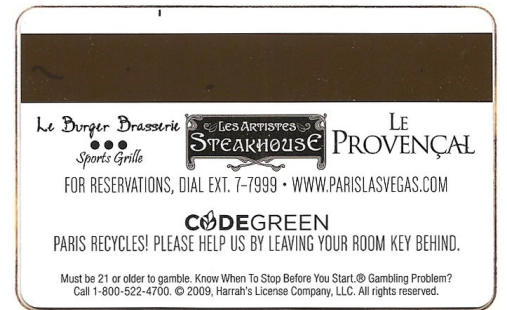 Le Burger Brasserie
Sports Grille
Les Artistes
Steakhouse
Le
Provençal
FOR RESERVATIONS, DIAL EXT. 7-7999 • WWW.PARISLASVEGAS.COM
CODEGREEN
PARIS RECYCLES! PLEASE HELP US BY LEAVING YOUR ROOM KEY BEHIND.
Must be 21 or older to gamble. Know When To Stop Before You Start.® Gambling Problem?
Call 1-800-522-4700. © 2009, Harrah's License Company, LLC. All rights reserved.